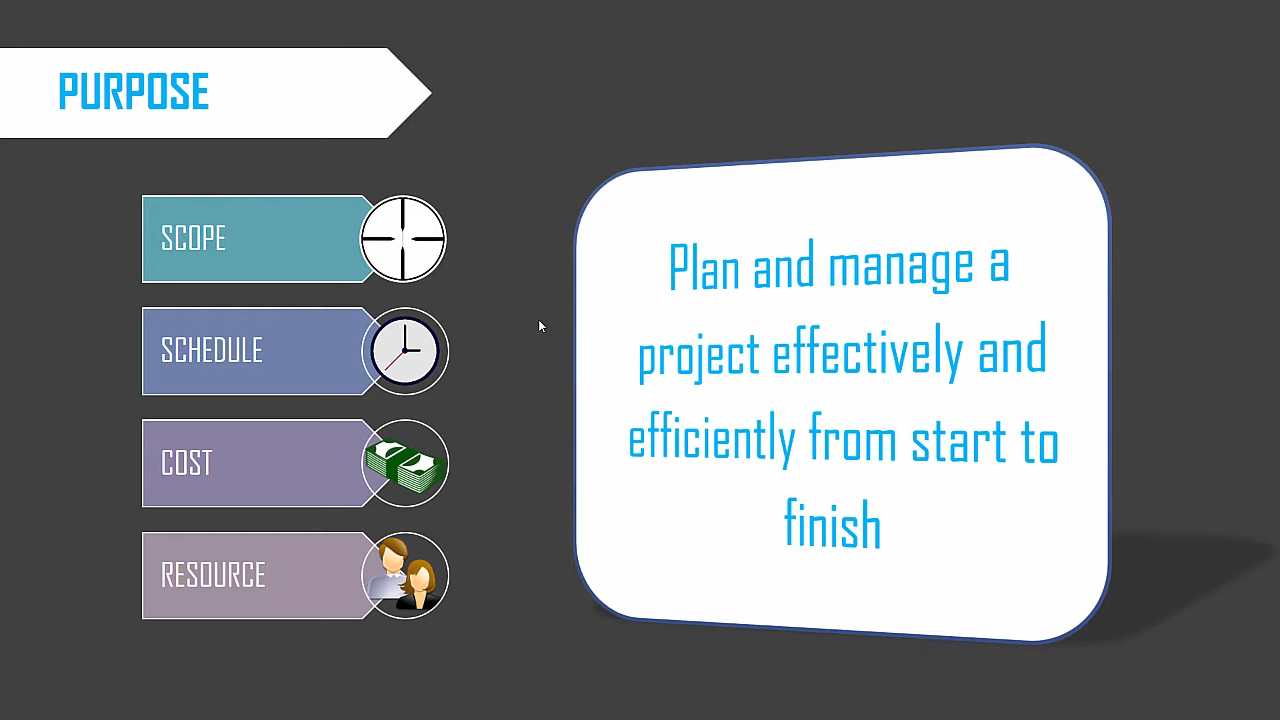 PURPOSE
SCOPE
SCHEDULE
COST
RESOURCE
Plan and manage a
project effectively and
efficiently from start to
finish